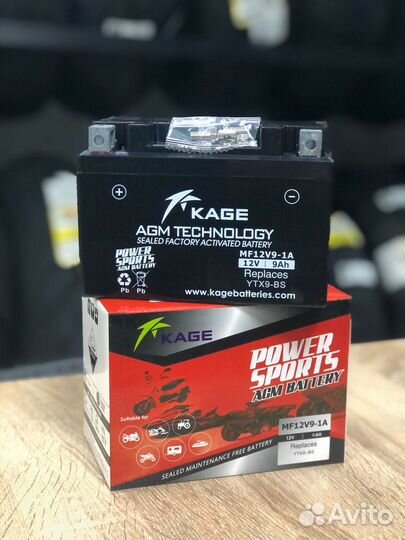 KAGE
+
-
AGM TECHNOLOGY
SEALED FACTORY ACTIVATED BATTERY
POWER
SPORTS
AGM BATTERY
MF12V9-1A
12V 9Ah
Replaces
YTX9-BS
Pb Pb
www.kagebatteries.com
KAGE
POWER
SPORTS
AGM BATTERY
Suitable for
MF12V9-1A
12V 9AH
Replaces
YTX9-BS
SEALED MAINTENANCE FREE BATTERY
Avito